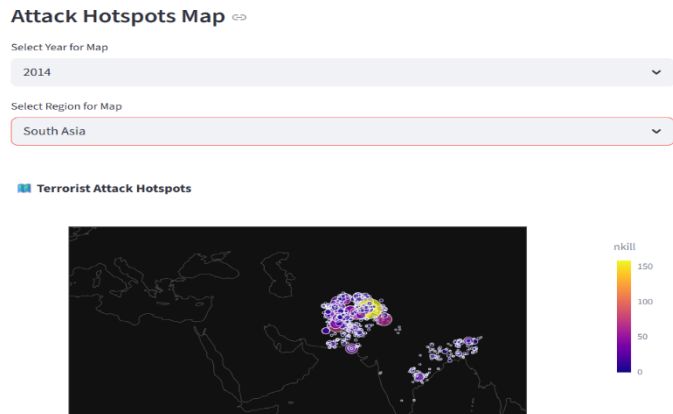 Attack Hotspots Map
Select Year for Map
2014
Select Region for Map
South Asia
Terrorist Attack Hotspots
nkill
150
100
50
0